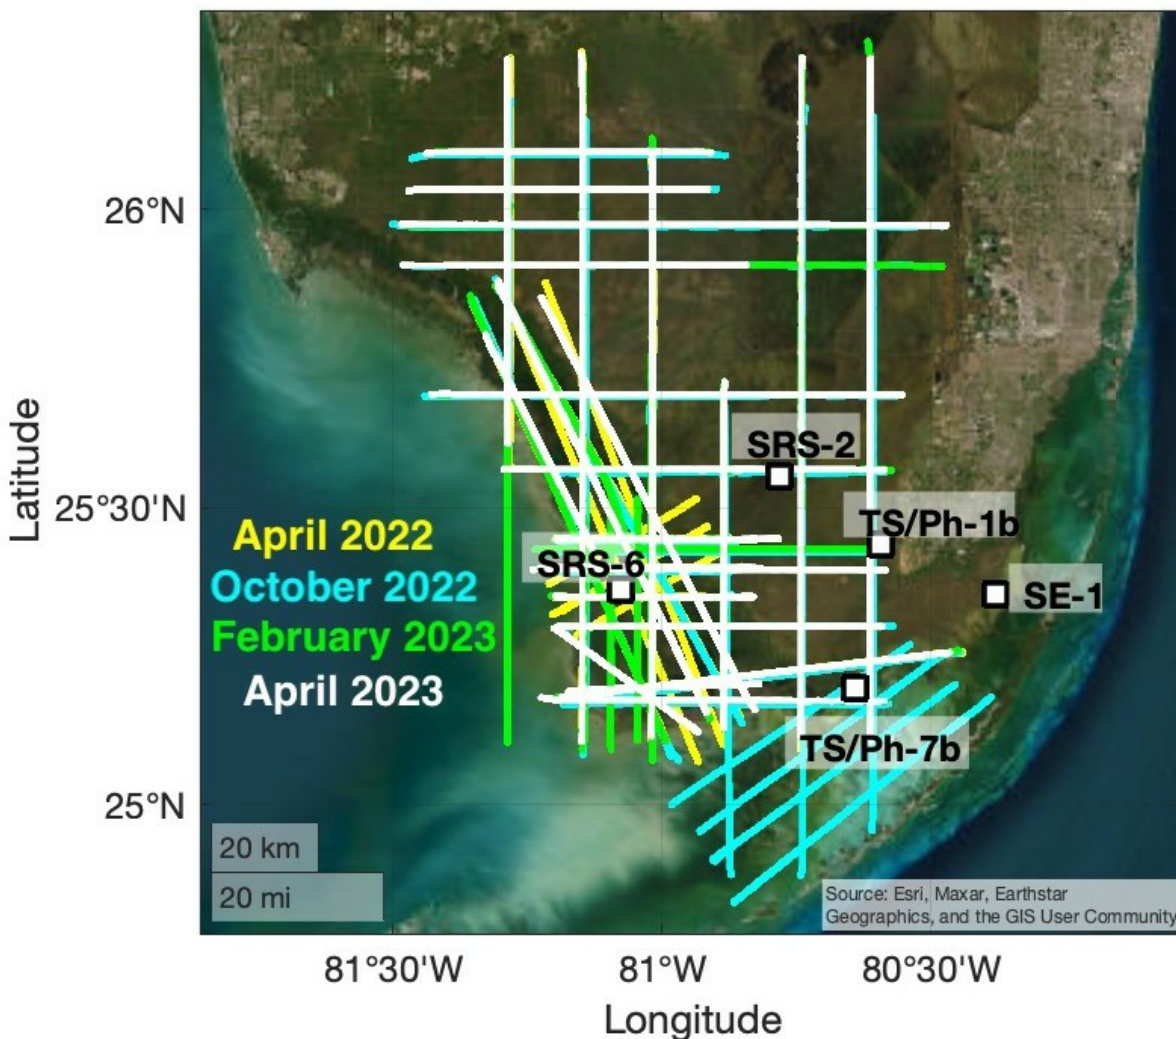 26°N
SRS-2
Latitude
25°30'N
TS/Ph-1b
April 2022
SRS-6
October 2022
SE-1
February 2023
April 2023
TS/Ph-7b
25°N
20 km
20 mi
Source: Esri, Maxar, Earthstar
Geographics, and the GIS User Community
81°30'W
81°W
80°30'W
Longitude